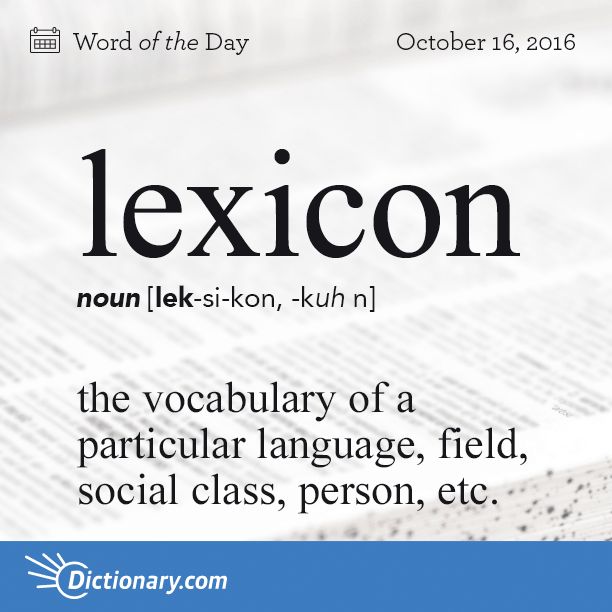 Word of the Day
October 16, 2016
lexicon
noun [lek-si-kon, -kuh n]
the vocabulary of a
particular language, field,
social class, person, etc.
Dictionary.com